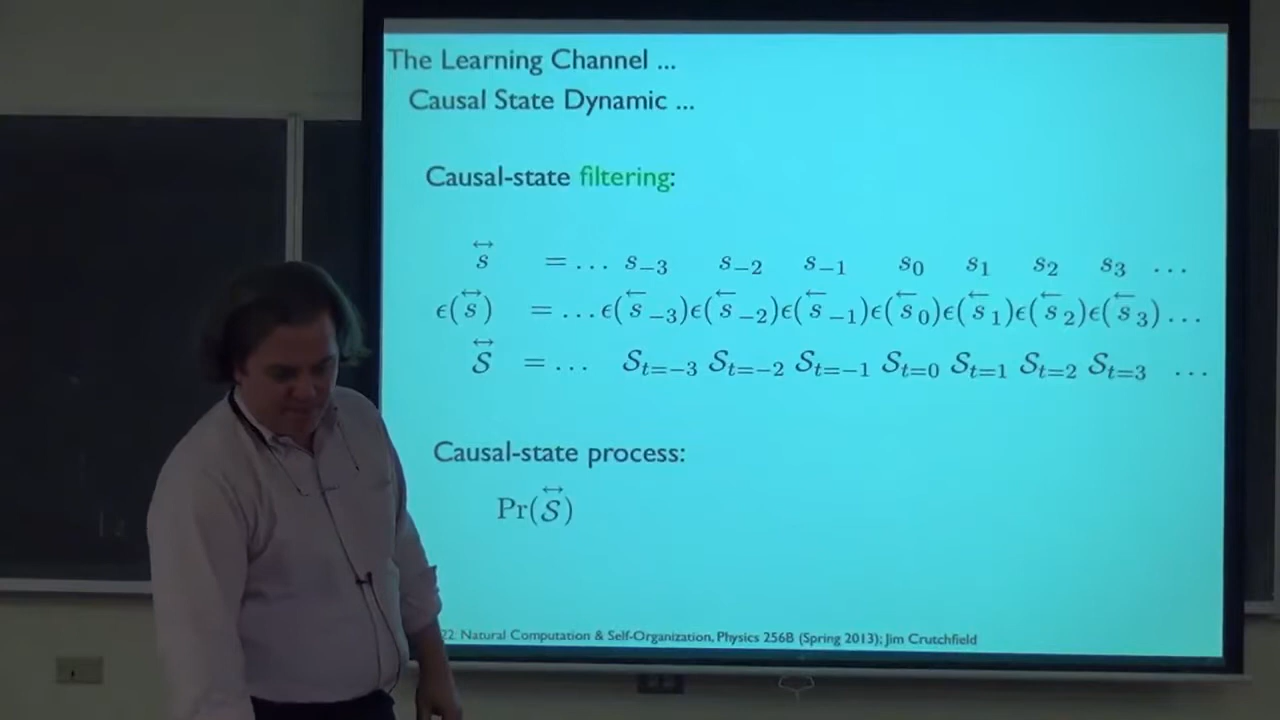 The Learning Channel ...
Causal State Dynamic ...
Causal-state filtering:
↔s = ... s₋₃ s₋₂ s₋₁ s₀ s₁ s₂ s₃ ...
ϵ(↔s) = ... ϵ(←s₋₃)ϵ(←s₋₂)ϵ(←s₋₁)ϵ(←s₀)ϵ(←s₁)ϵ(←s₂)ϵ(←s₃) ...
↔𝒮 = ... 𝒮ₜ₌₋₃ 𝒮ₜ₌₋₂ 𝒮ₜ₌₋₁ 𝒮ₜ₌₀ 𝒮ₜ₌₁ 𝒮ₜ₌₂ 𝒮ₜ₌₃ ...
Causal-state process:
Pr(↔𝒮)
22: Natural Computation & Self-Organization, Physics 256B (Spring 2013); Jim Crutchfield